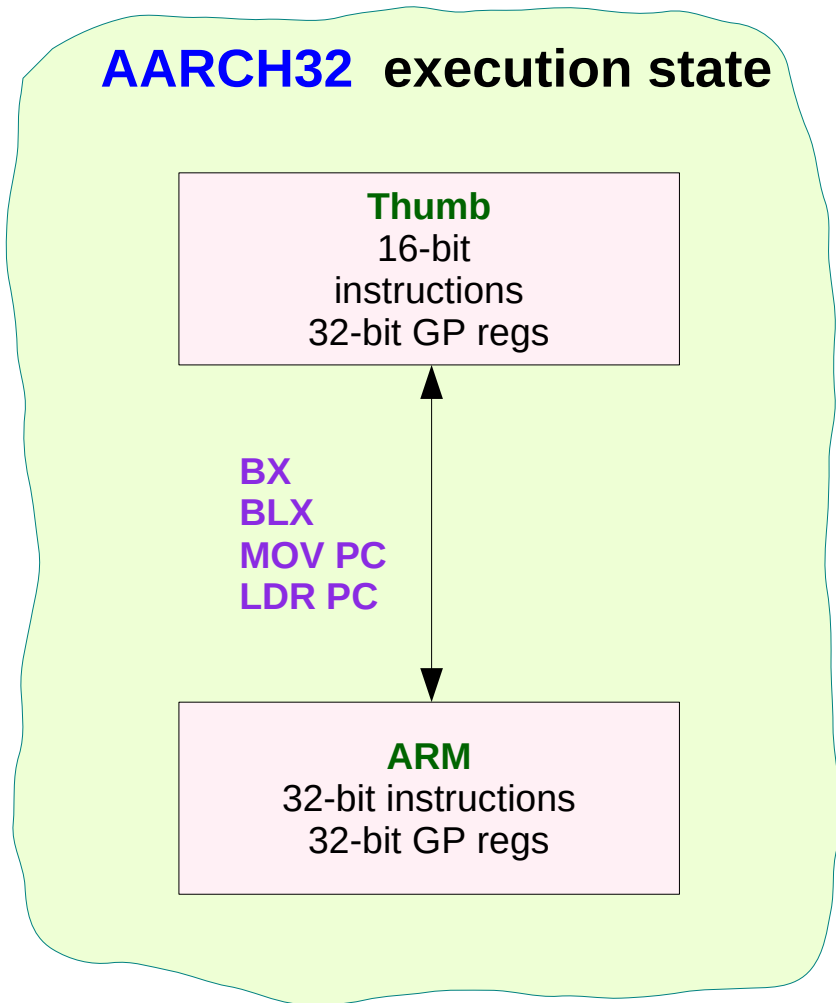 AARCH32 execution state
Thumb
16-bit
instructions
32-bit GP regs
BX
BLX
MOV PC
LDR PC
ARM
32-bit instructions
32-bit GP regs